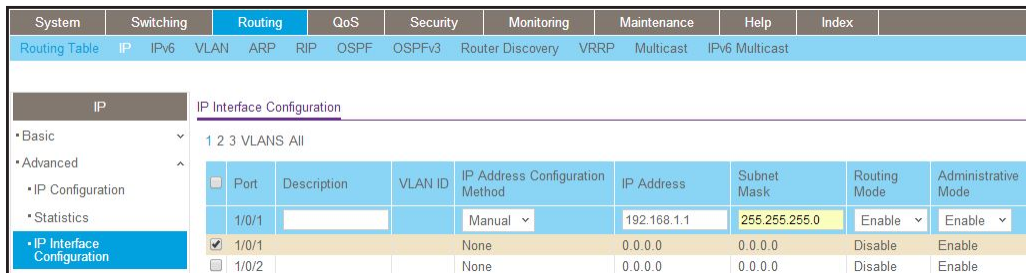 System Switching Routing QoS Security Monitoring Maintenance Help Index
Routing Table IP IPv6 VLAN ARP RIP OSPF OSPFv3 Router Discovery VRRP Multicast IPv6 Multicast
IP
Basic
Advanced
IP Configuration
Statistics
IP Interface
Configuration
IP Interface Configuration
1 2 3 VLANS All
Port Description VLAN ID IP Address Configuration Method IP Address Subnet Mask Routing Mode Administrative Mode
1/0/1 Manual 192.168.1.1 255.255.255.0 Enable Enable
1/0/1 None 0.0.0.0 0.0.0.0 Disable Enable
1/0/2 None 0.0.0.0 0.0.0.0 Disable Enable